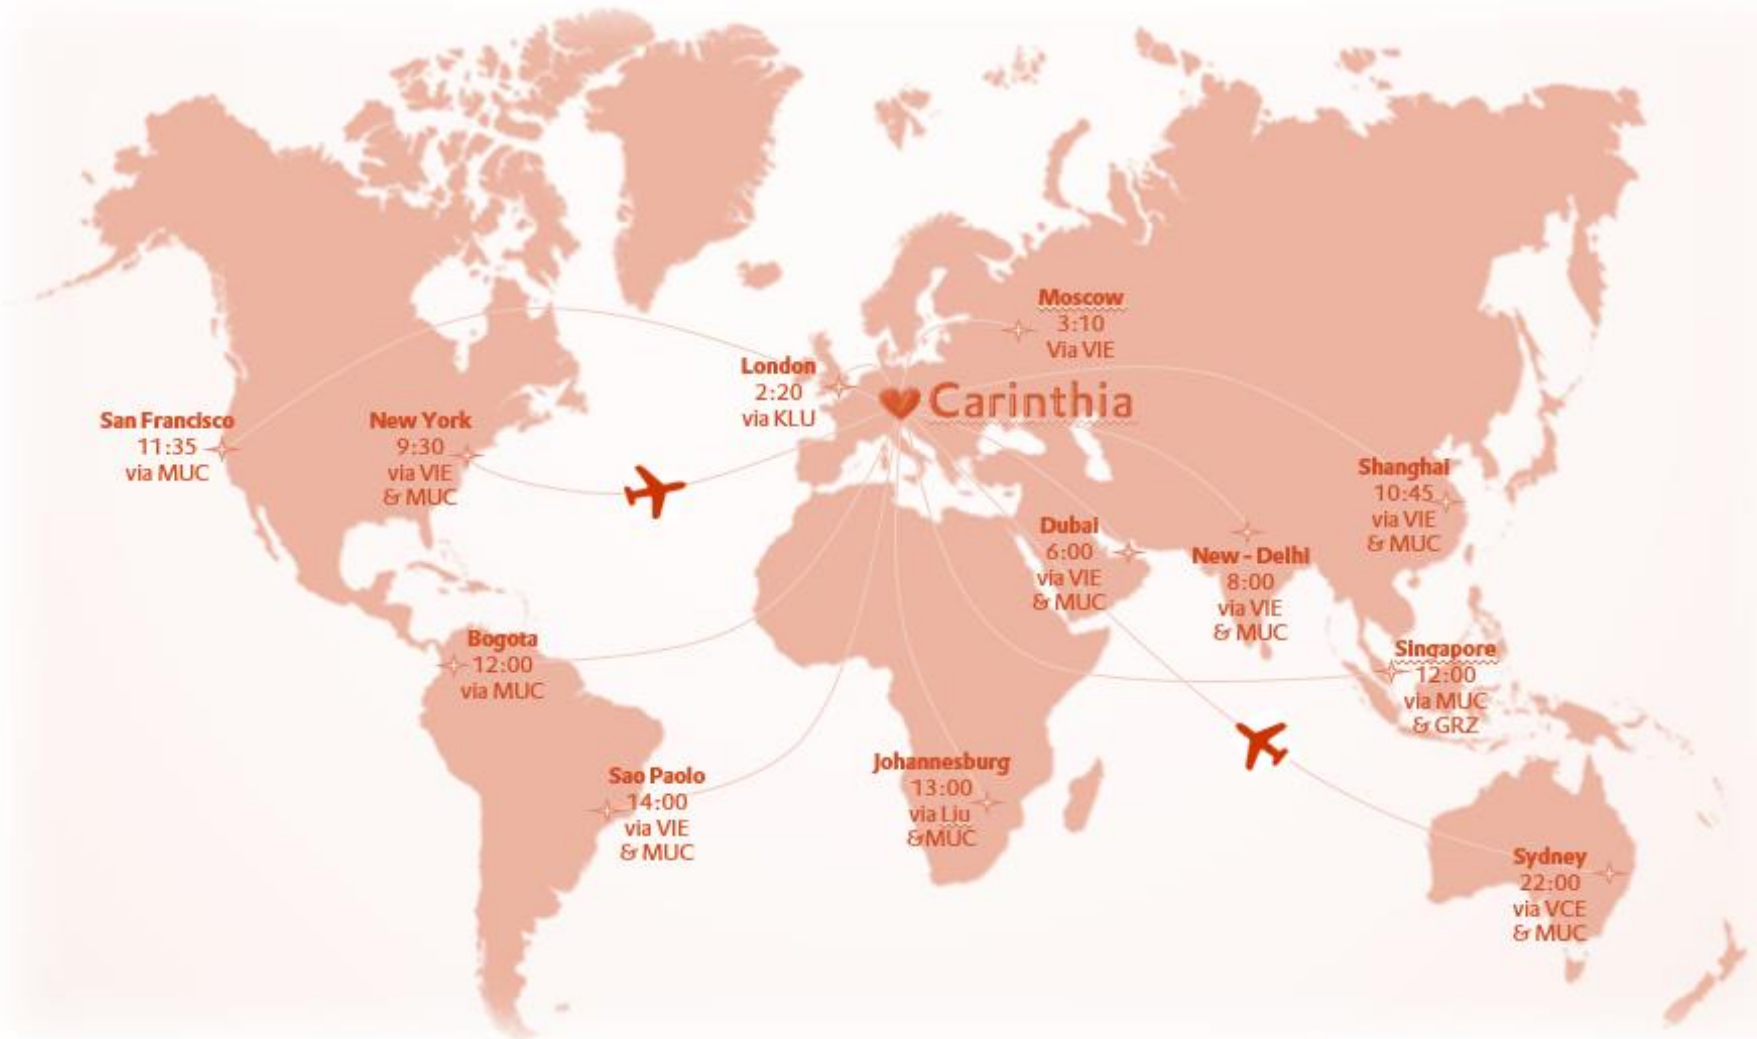 Moscow
3:10
Via VIE
London
2:20
via KLU
Carinthia
San Francisco
11:35
via MUC
New York
9:30
via VIE
& MUC
Shanghai
10:45
via VIE
& MUC
Dubai
6:00
via VIE
& MUC
New - Delhi
8:00
via VIE
& MUC
Bogota
12:00
via MUC
Singapore
12:00
via MUC
& GRZ
Sao Paolo
14:00
via VIE
& MUC
Johannesburg
13:00
via Lju
&MUC
Sydney
22:00
via VCE
& MUC